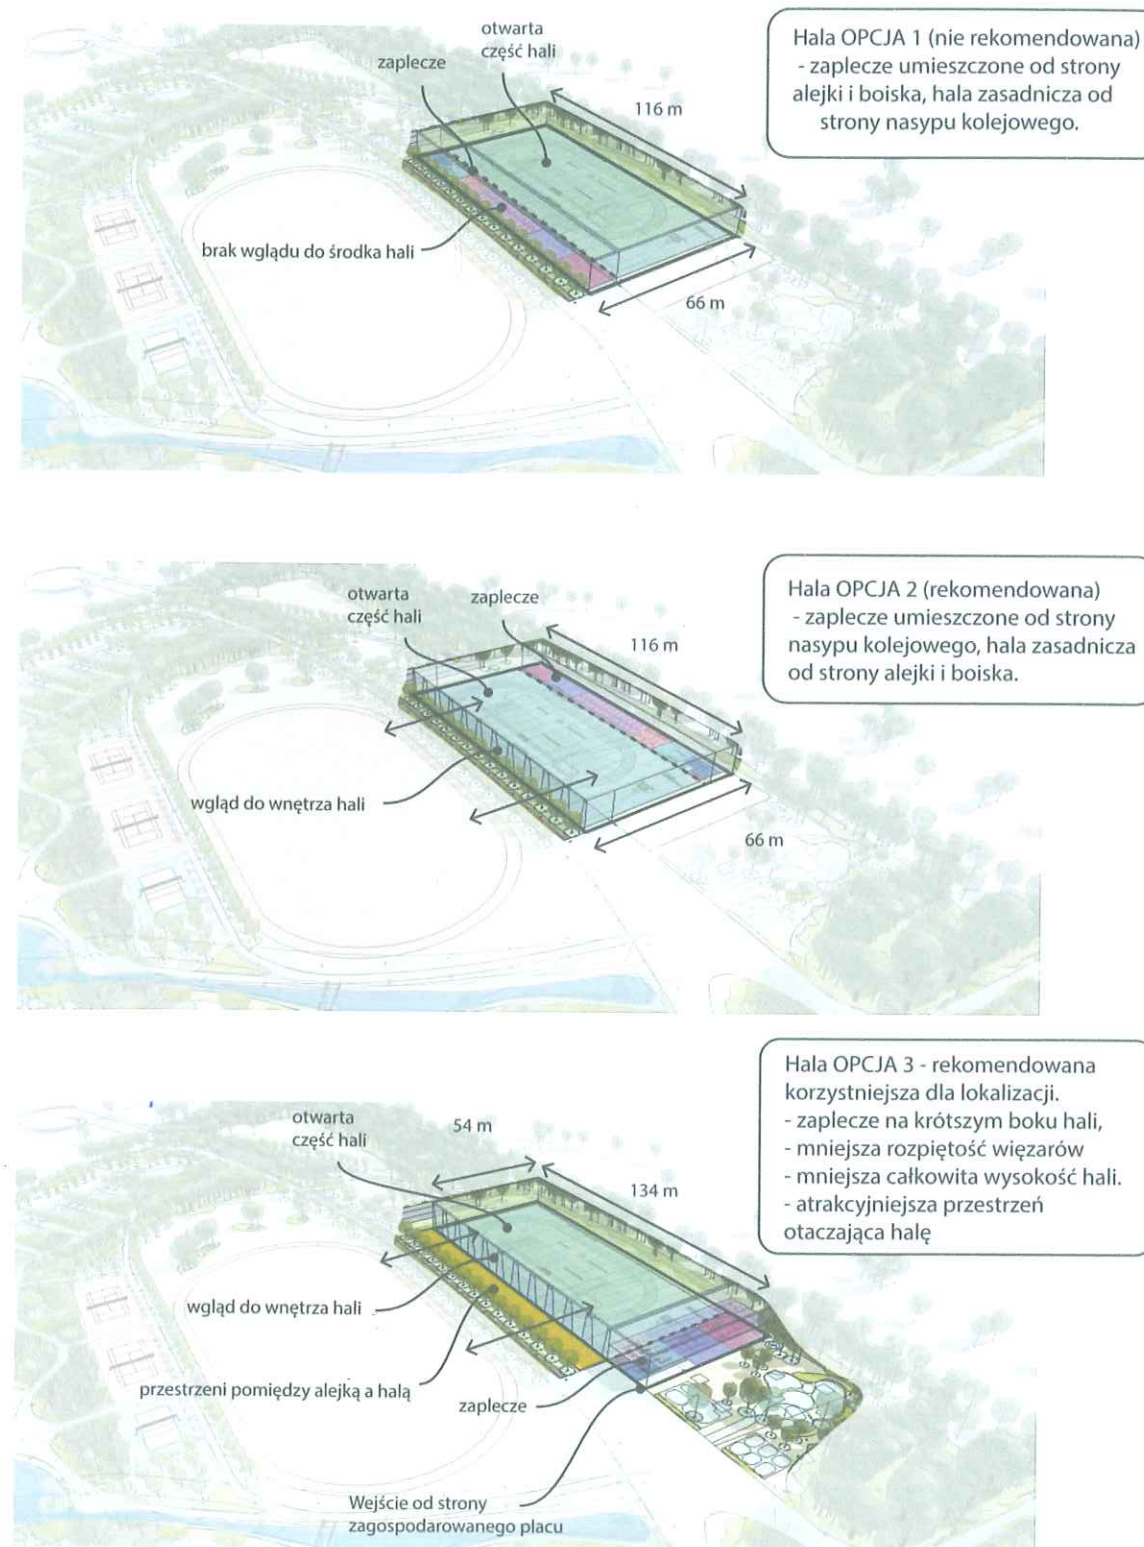 otwarta
część hali
zaplecze
116 m
brak wglądu do środka hali
66 m
Hala OPCJA 1 (nie rekomendowana)
- zaplecze umieszczone od strony
alejki i boiska, hala zasadnicza od
strony nasypu kolejowego.
otwarta
część hali
zaplecze
116 m
wgląd do wnętrza hali
66 m
Hala OPCJA 2 (rekomendowana)
- zaplecze umieszczone od strony
nasypu kolejowego, hala zasadnicza
od strony alejki i boiska.
otwarta
część hali
54 m
134 m
wgląd do wnętrza hali
przestrzeni pomiędzy alejką a halą
zaplecze
Wejście od strony
zagospodarowanego placu
Hala OPCJA 3 - rekomendowana
korzystniejsza dla lokalizacji.
- zaplecze na krótszym boku hali,
- mniejsza rozpiętość więzarów
- mniejsza całkowita wysokość hali.
- atrakcyjniejsza przestrzeń
otaczająca halę